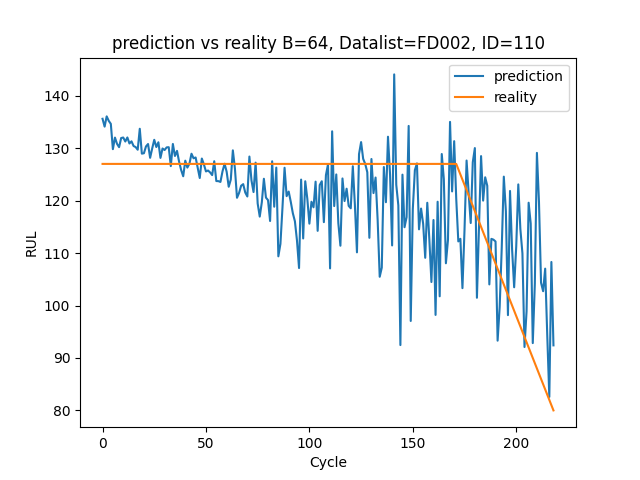 prediction vs reality B=64, Datalist=FD002, ID=110
prediction
reality
RUL
140
130
120
110
100
90
80
0 50 100 150 200
Cycle